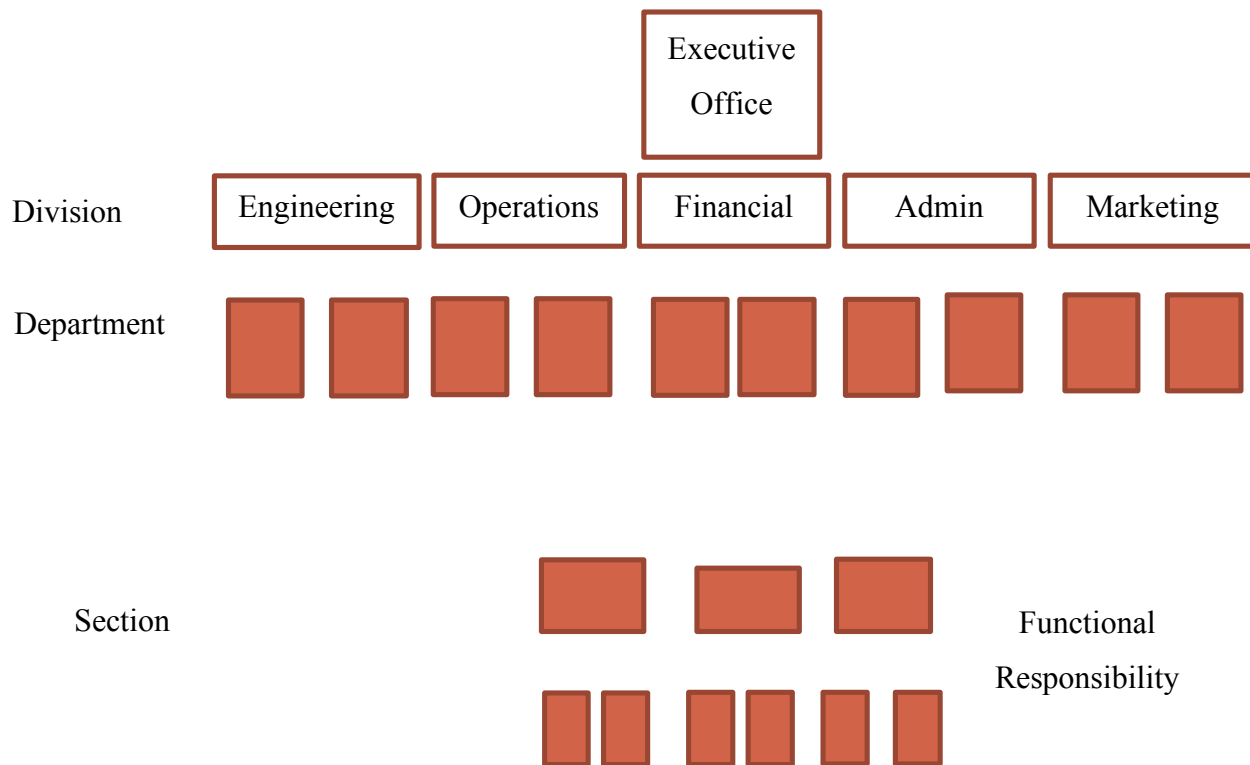 Executive
Office
Division
Engineering
Operations
Financial
Admin
Marketing
Department
Section
Functional
Responsibility